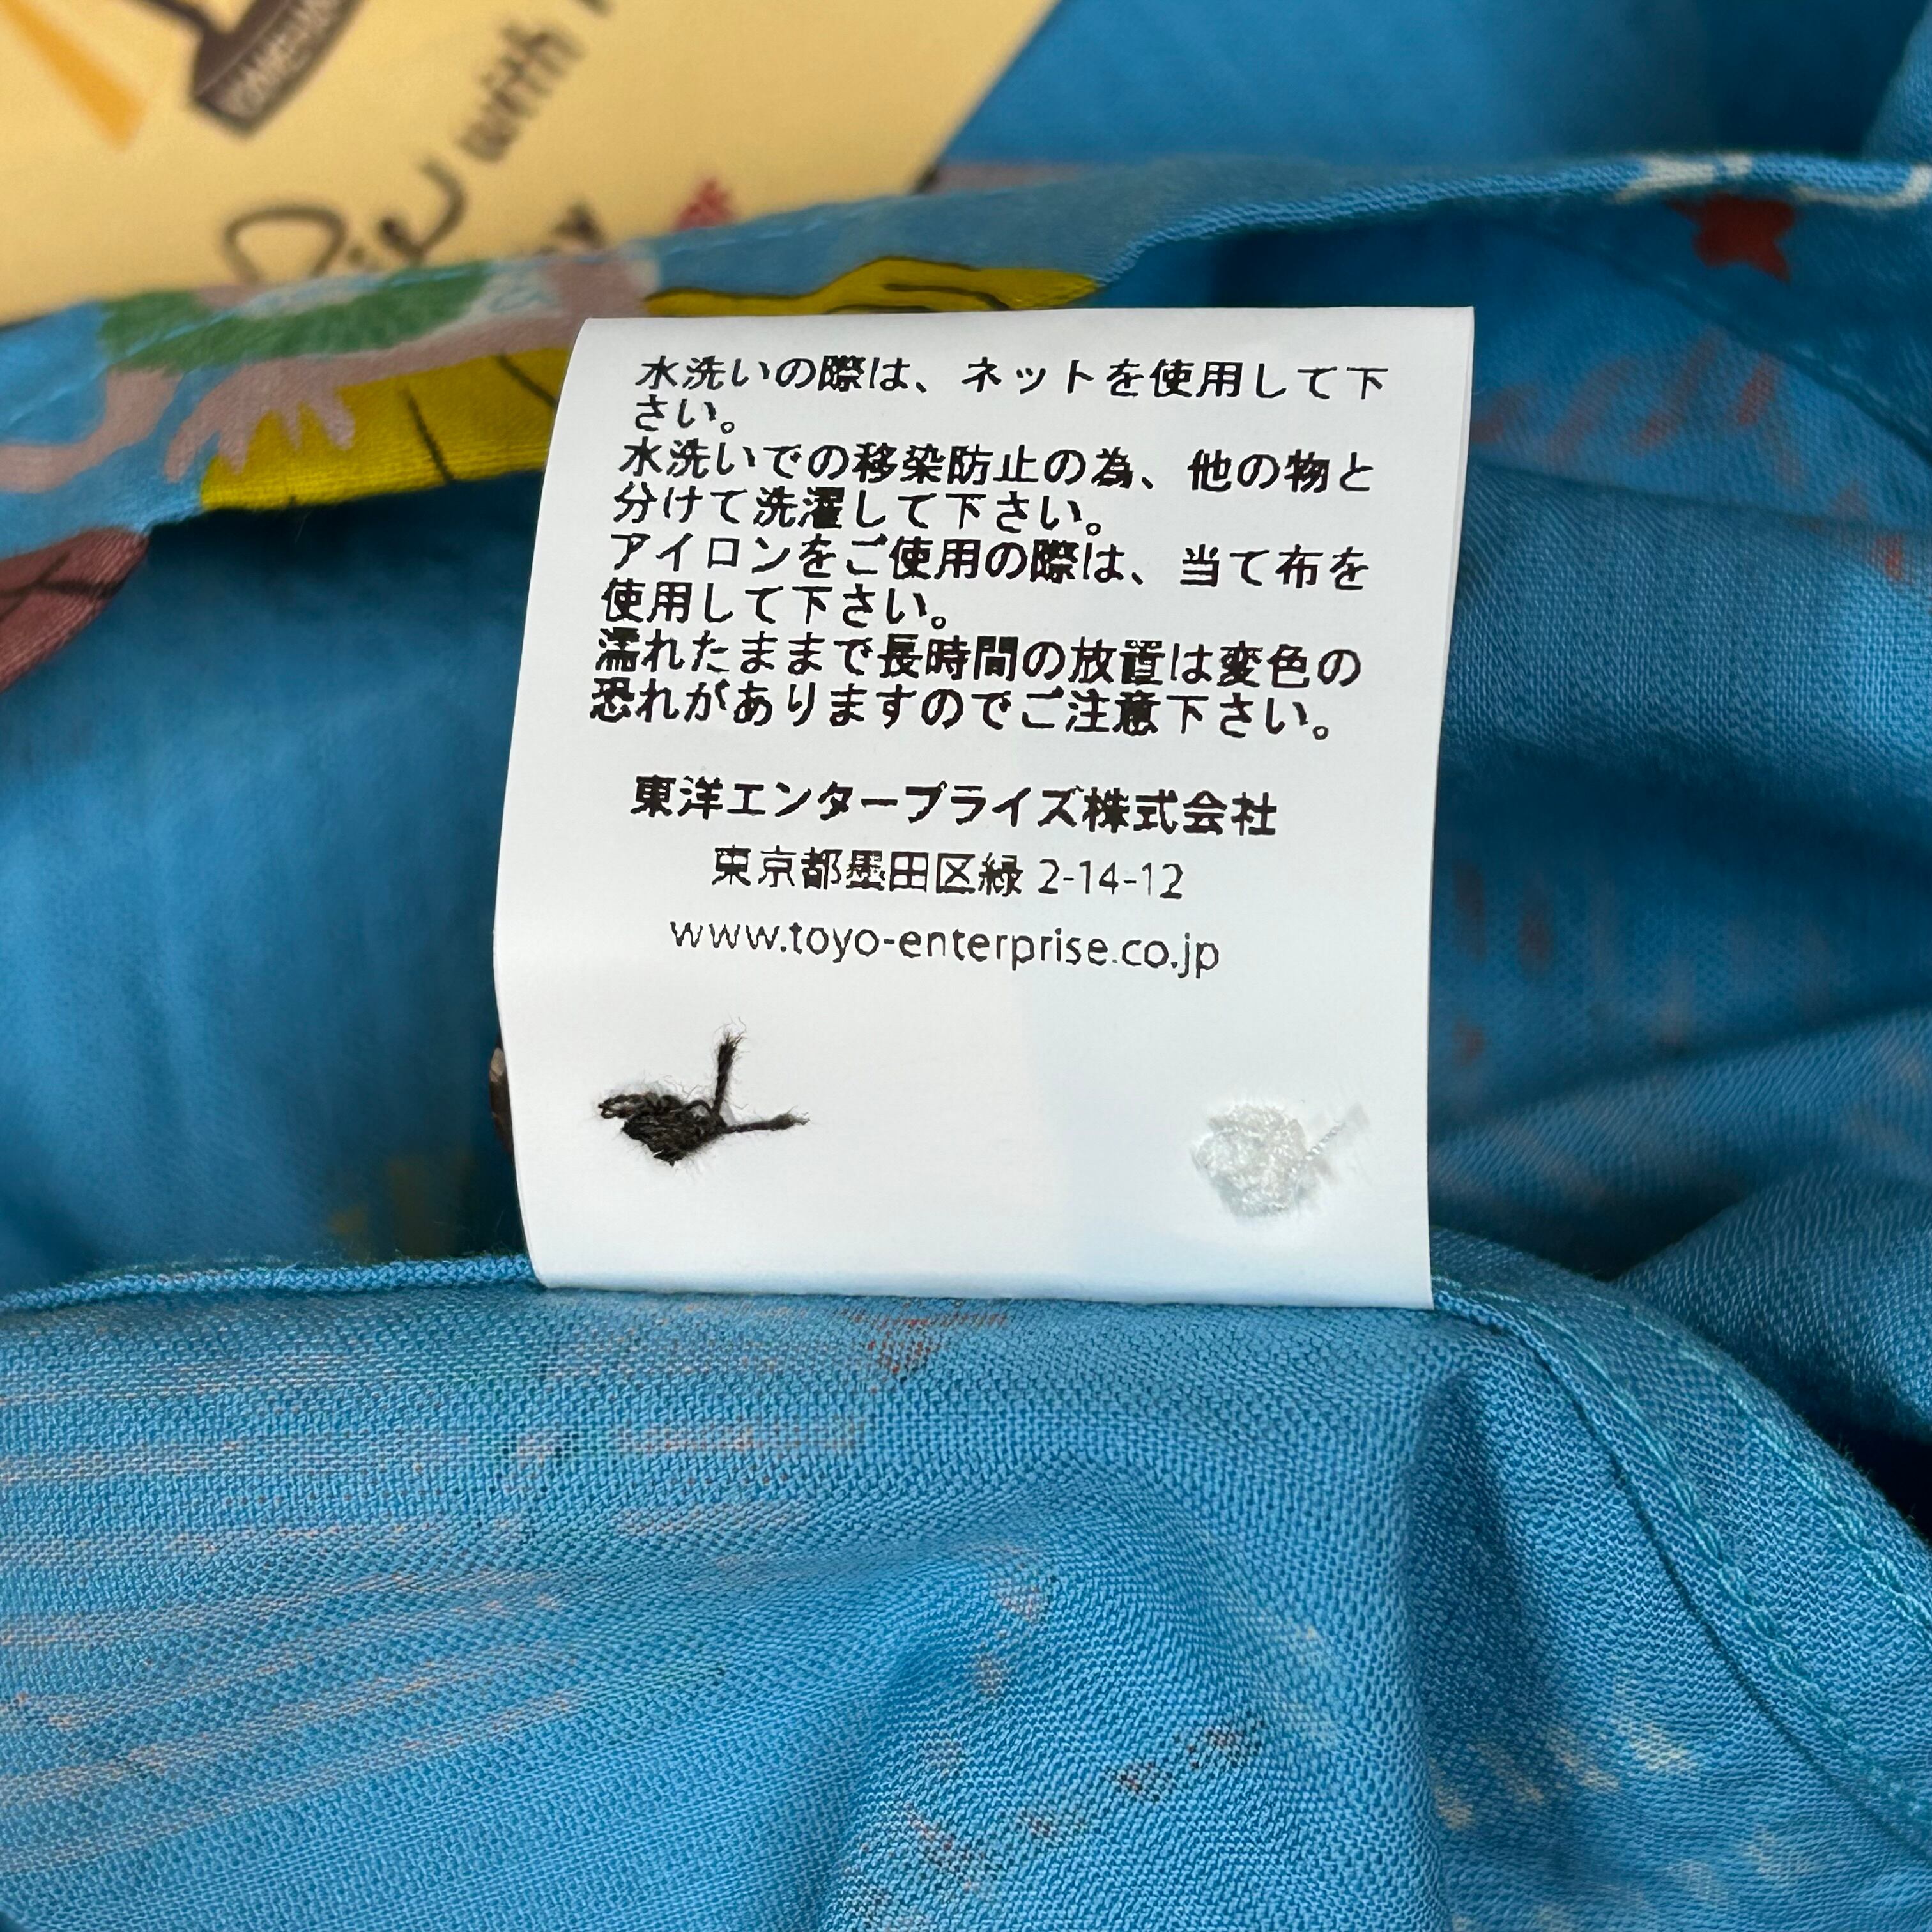 with
水洗いの際は、ネットを使用して下
さい。
水洗いでの移染防止の為、他の物と
分けて洗濯して下さい。
アイロンをご使用の際は、当て布を
使用して下さい。
濡れたままで長時間の放置は変色の
恐れがありますのでご注意下さい。
東洋エンタープライズ株式会社
東京都墨田区緑 2-14-12
www.toyo-enterprise.co.jp